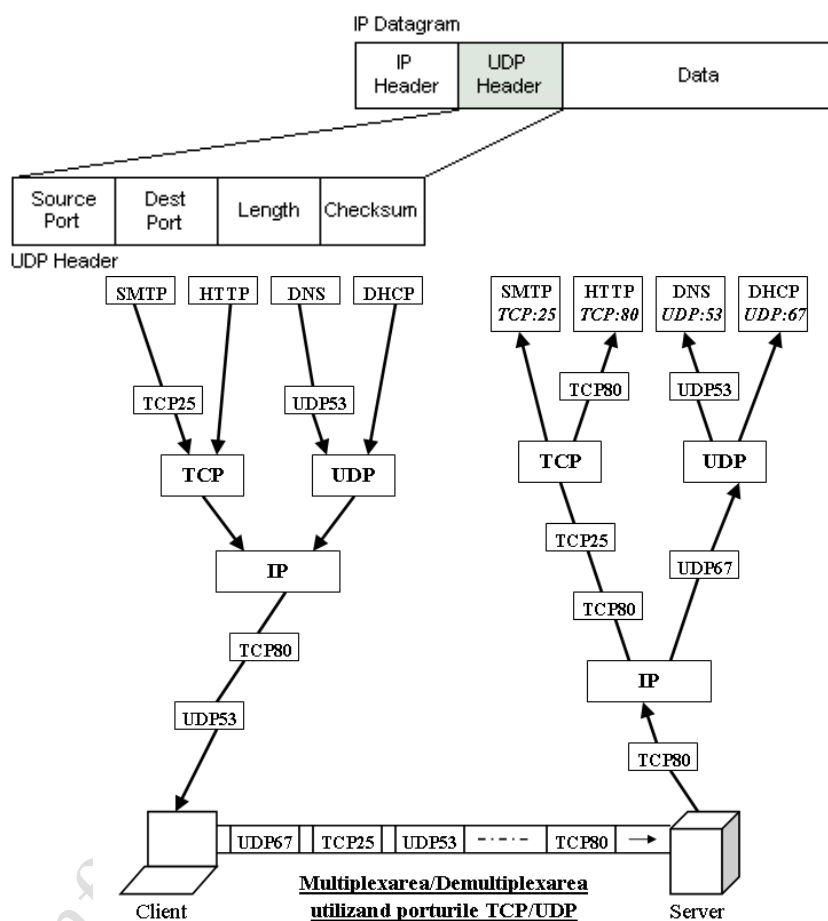 IP Datagram
IP
Header
UDP
Header
Data
Source
Port
Dest
Port
Length
Checksum
UDP Header
SMTP
HTTP
DNS
DHCP
TCP25
UDP53
TCP
UDP
IP
TCP80
UDP53
SMTP
TCP:25
HTTP
TCP:80
DNS
UDP:53
DHCP
UDP:67
TCP80
UDP53
TCP
UDP
TCP25
UDP67
TCP80
IP
TCP80
UDP67
TCP25
UDP53
TCP80
Client
Multiplexarea/Demultiplexarea
utilizand porturile TCP/UDP
Server